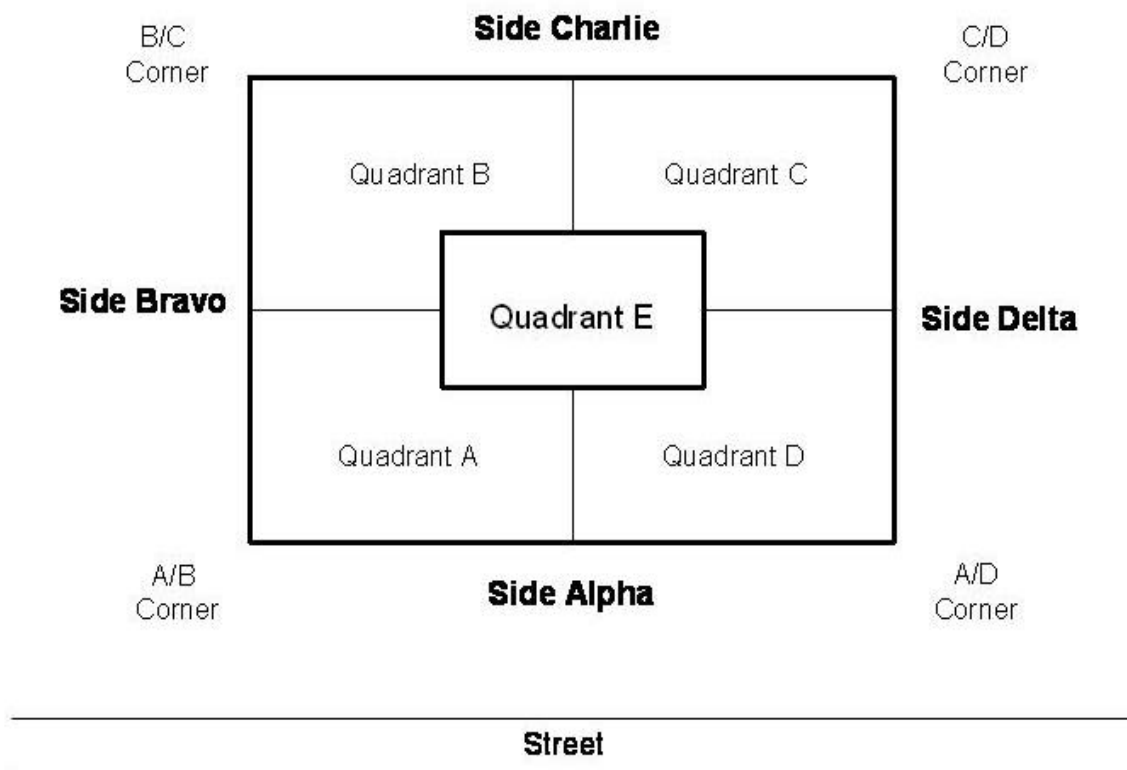 B/C
Corner
Side Charlie
C/D
Corner
Quadrant B
Quadrant C
Side Bravo
Quadrant E
Side Delta
Quadrant A
Quadrant D
A/B
Corner
Side Alpha
A/D
Corner
Street